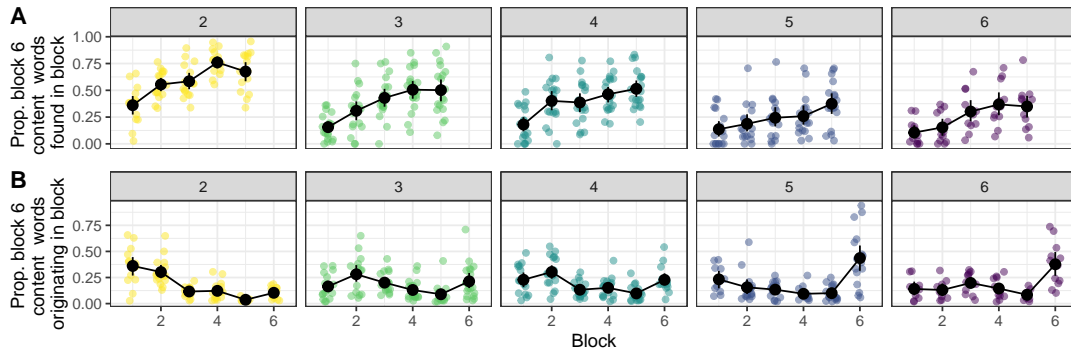 A
2 3 4 5 6
Prop. block 6
content words
found in block
1.00
0.75
0.50
0.25
0.00
B
2 3 4 5 6
Prop. block 6
content words
originating in block
0.75
0.50
0.25
0.00
2 4 6 2 4 6 2 4 6 2 4 6 2 4 6
Block